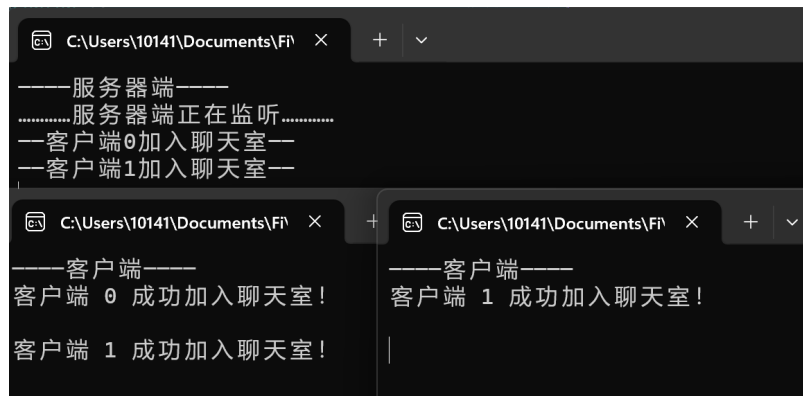 C:\Users\10141\Documents\Fi
————服务器端————
…………服务器端正在监听…………
——客户端0加入聊天室——
——客户端1加入聊天室——
C:\Users\10141\Documents\Fi
————客户端————
客户端 0 成功加入聊天室！
客户端 1 成功加入聊天室！
C:\Users\10141\Documents\Fi
————客户端————
客户端 1 成功加入聊天室！